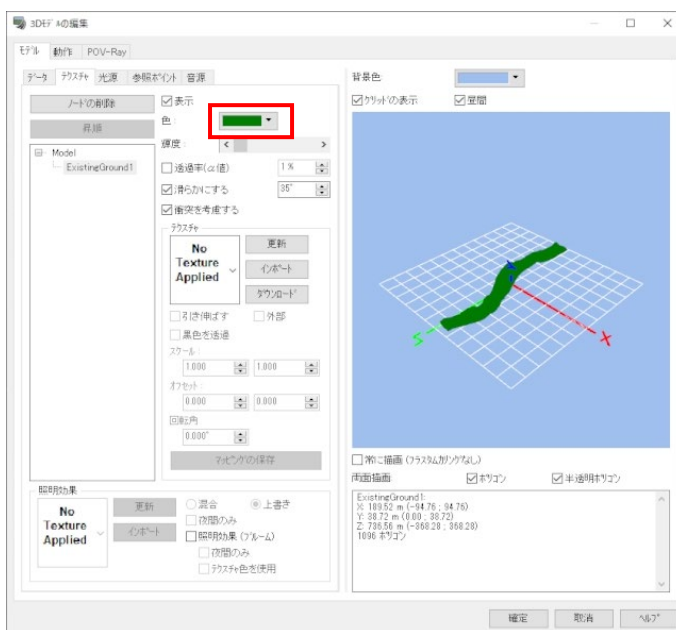 3Dﾓﾃﾞﾙの編集
ﾓﾃﾞﾙ 動作 POV-Ray
ﾃﾞｰﾀ ﾃｸｽﾁｬ 光源 参照ﾎﾟｲﾝﾄ 音源
ﾉｰﾄﾞの削除
昇順
Model
ExistingGround1
表示
色
輝度:
透過率(α値) 1 %
滑らかにする 35°
衝突を考慮する
ﾃｸｽﾁｬ
No
Texture
Applied
更新
ｲﾝﾎﾟｰﾄ
ﾀﾞｳﾝﾛｰﾄﾞ
引き伸ばす 外部
黒色を透過
ｽｹｰﾙ:
1.000 1.000
ｵﾌｾｯﾄ:
0.000 0.000
回転角
0.000°
ﾏｯﾋﾟﾝｸﾞの保存
照明効果
No
Texture
Applied
更新
ｲﾝﾎﾟｰﾄ
混合 上書き
夜間のみ
照明効果 (ﾌﾞﾙｰﾑ)
夜間のみ
ﾃｸｽﾁｬ色を使用
背景色
ｸﾞﾘｯﾄﾞの表示 昼間
S
X
常に描画 (ﾌﾗｽﾀﾑｶﾘﾝｸﾞなし)
両面描画 ﾎﾟﾘｺﾞﾝ 半透明ﾎﾟﾘｺﾞﾝ
ExistingGround1:
X: 189.52 m (-94.76 ; 94.76)
Y: 38.72 m (0.00 ; 38.72)
Z: 736.56 m (-368.28 ; 368.28)
1096 ﾎﾟﾘｺﾞﾝ
確定 取消 ﾍﾙﾌﾟ